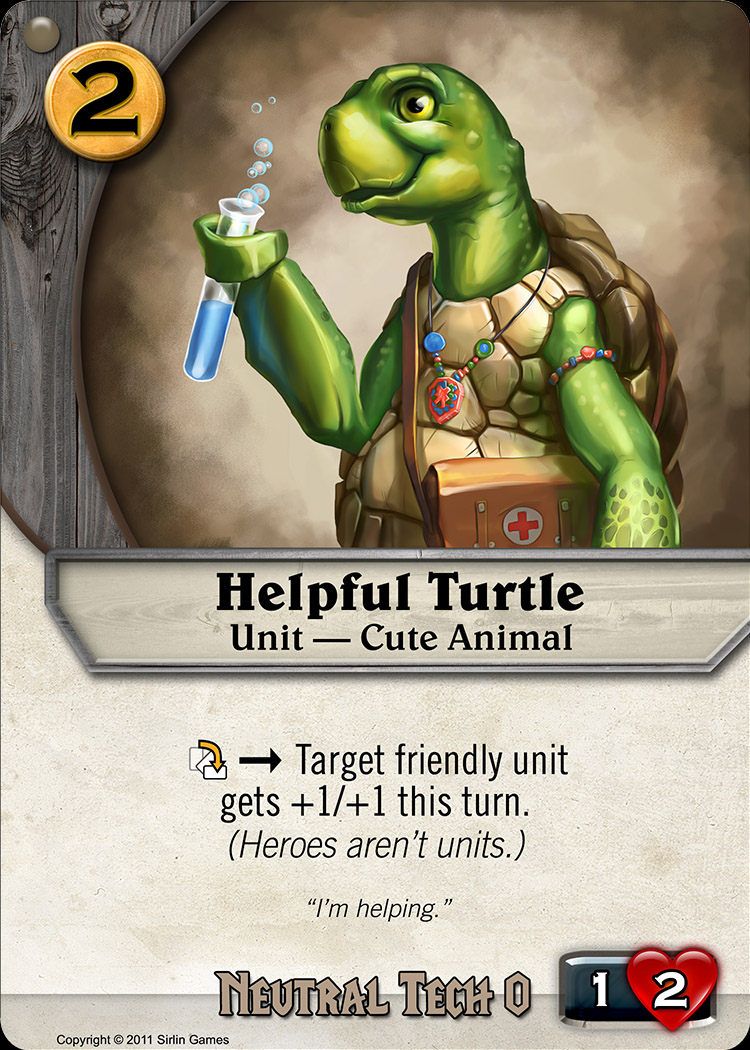 2
Helpful Turtle
Unit — Cute Animal
→ Target friendly unit
gets +1/+1 this turn.
(Heroes aren't units.)
“I'm helping.”
Neutral Tech 0
1 2
Copyright © 2011 Sirlin Games